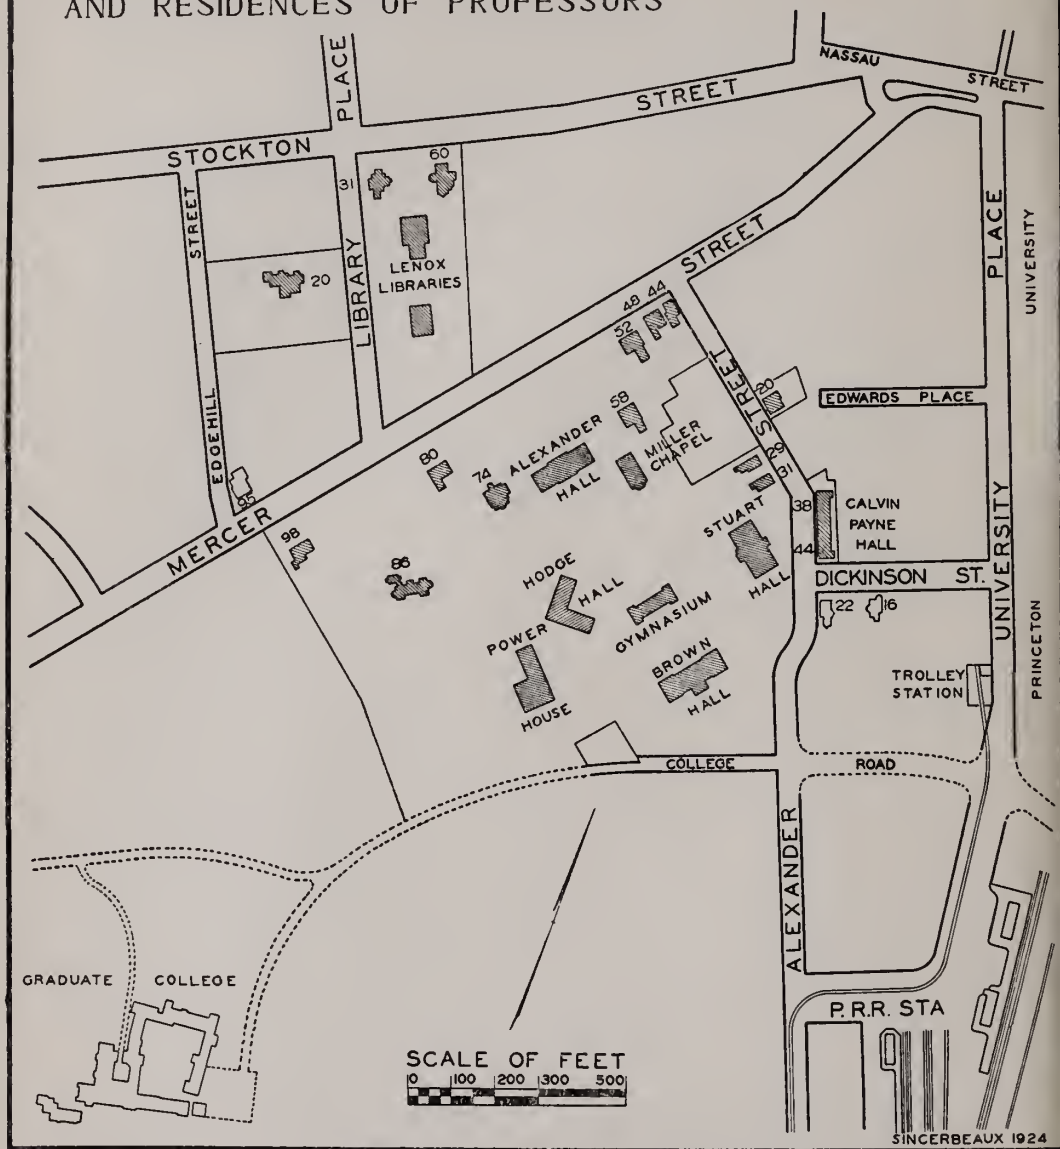 AND RESIDENCES OF PROFESSORS
PLACE
NASSAU
STREET
STREET
STOCKTON
60
31
STREET
PLACE
UNIVERSITY
STREET
LENOX
LIBRARIES
20
LIBRARY
48 44
52
STREET
20
EDWARDS PLACE
EDGEHILL
58
ALEXANDER
HALL
MILLER
CHAPEL
80
74
29
31
95
MERCER
98
38
CALVIN
PAYNE
HALL
STUART
HALL
44
86
HODGE
HALL
DICKINSON ST.
UNIVERSITY
GYMNASIUM
22
16
POWER
HOUSE
BROWN
HALL
TROLLEY
STATION
PRINCETON
COLLEGE
ROAD
ALEXANDER
GRADUATE COLLEGE
P.R.R. STA
SCALE OF FEET
0 100 200 300 500
SINCERBEAUX 1924